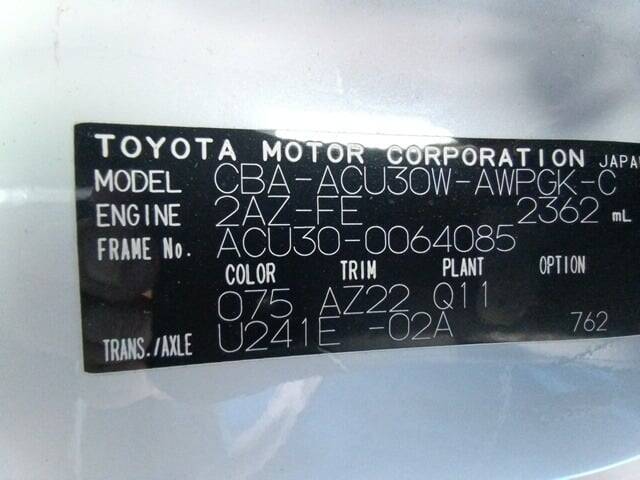 TOYOTA MOTOR CORPORATION JAPAN
MODEL CBA-ACU30W-AWPGK-C
ENGINE 2AZ-FE 2362 mL
FRAME No. ACU30-0064085
COLOR TRIM PLANT OPTION
075 AZ22 Q11
TRANS./AXLE U241E -02A 762